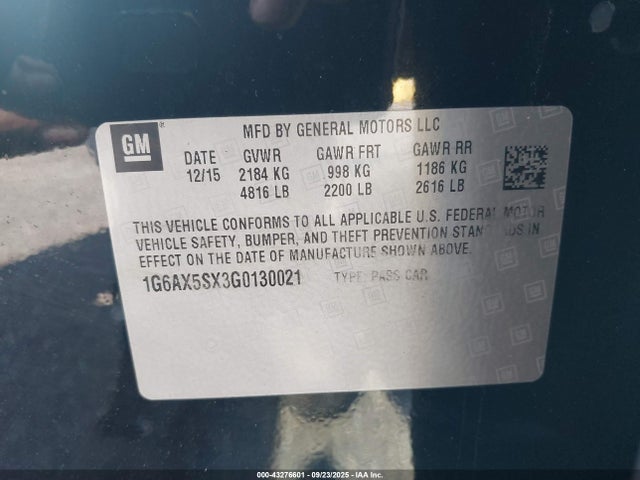 GM
MFD BY GENERAL MOTORS LLC
DATE GVWR GAWR FRT GAWR RR
12/15 2184 KG 998 KG 1186 KG
4816 LB 2200 LB 2616 LB
THIS VEHICLE CONFORMS TO ALL APPLICABLE U.S. FEDERAL MOTOR
VEHICLE SAFETY, BUMPER, AND THEFT PREVENTION STANDARDS IN
EFFECT ON THE DATE OF MANUFACTURE SHOWN ABOVE.
1G6AX5SX3G0130021 TYPE: PASS CAR
000-43276601 - 09/23/2025 - IAAI.COM